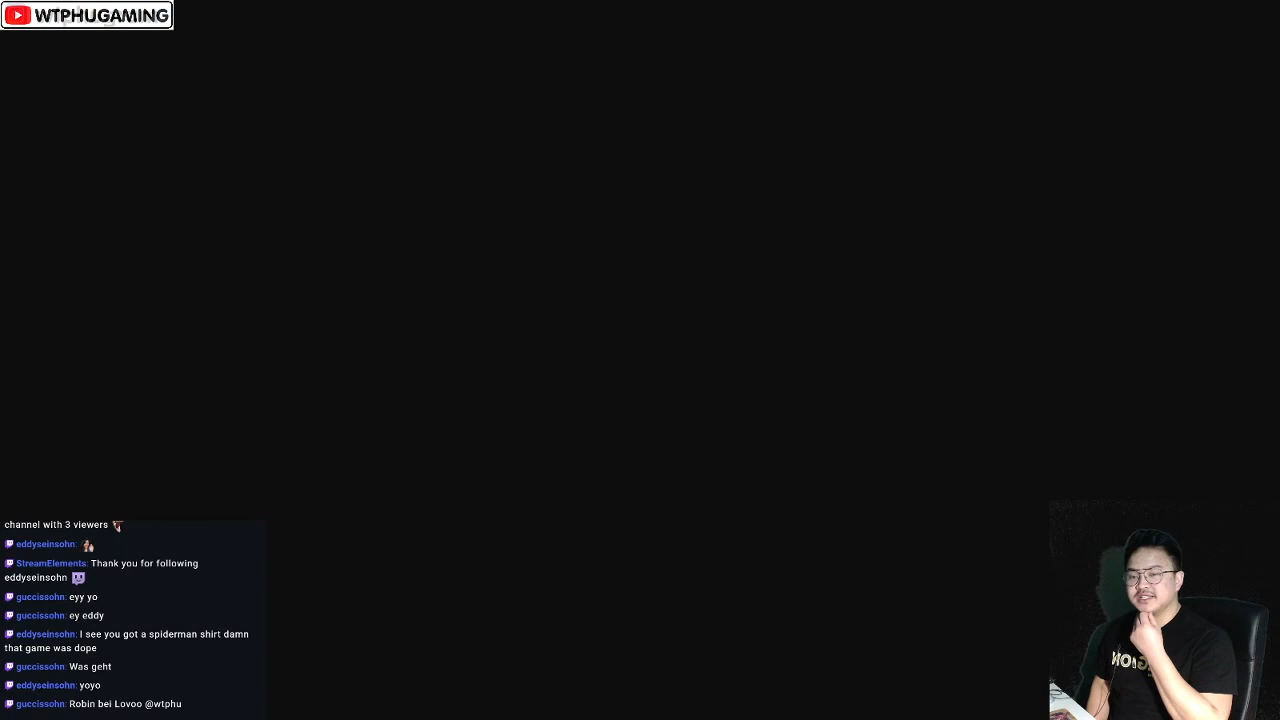 WTPHUGAMING
channel with 3 viewers
eddyseinsohn:
StreamElements: Thank you for following
eddyseinsohn
guccissohn: eyy yo
guccissohn: ey eddy
eddyseinsohn: I see you got a spiderman shirt damn
that game was dope
guccissohn: Was geht
eddyseinsohn: yoyo
guccissohn: Robin bei Lovoo @wtphu